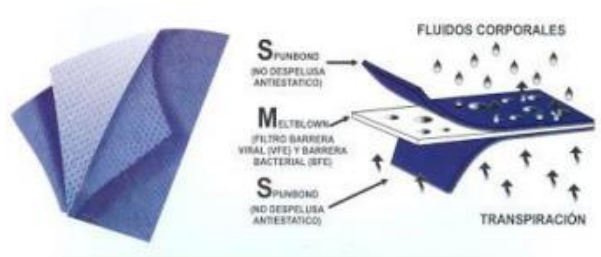 FLUIDOS CORPORALES
SPUNBOND
(NO DESPELUSA
ANTIESTATICO)
MELTBLOWN
(FILTRO BARRERA
VIRAL (VFE) Y BARRERA
BACTERIAL (BFE)
SPUNBOND
(NO DESPELUSA
ANTIESTATICO)
TRANSPIRACIÓN